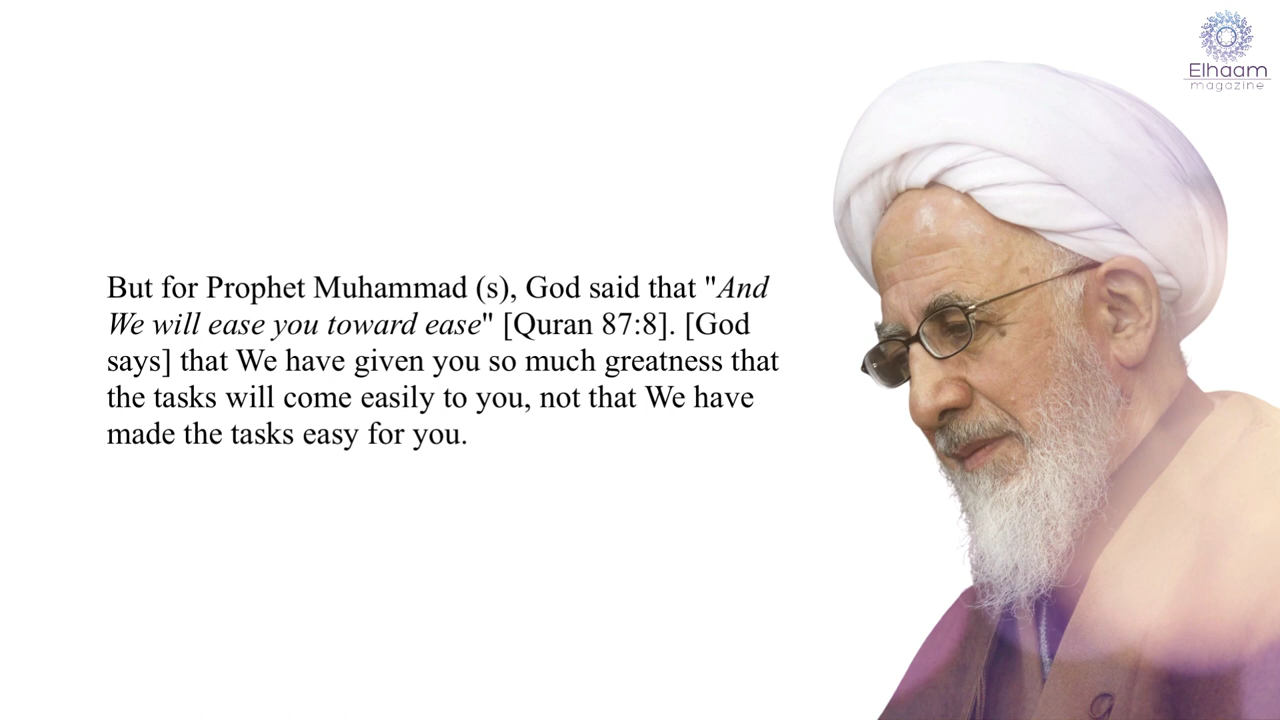 Elhaam
magazine
But for Prophet Muhammad (s), God said that "And
We will ease you toward ease" [Quran 87:8]. [God
says] that We have given you so much greatness that
the tasks will come easily to you, not that We have
made the tasks easy for you.